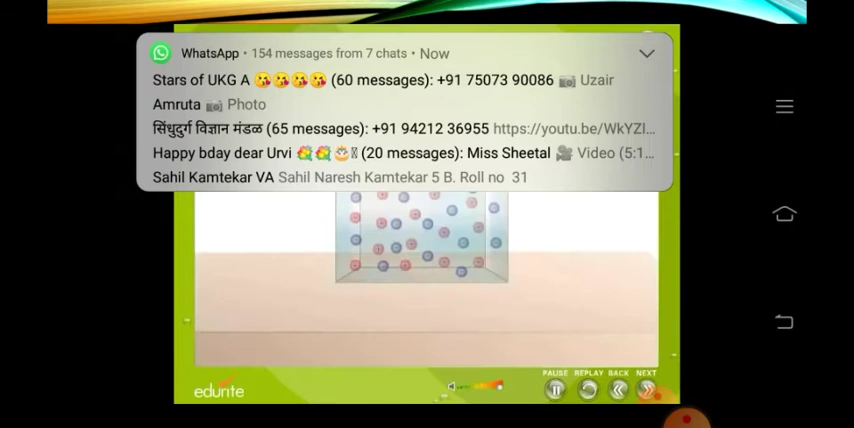 WhatsApp • 154 messages from 7 chats • Now
Stars of UKG A 😘😘😘😘 (60 messages): +91 75073 90086 📷 Uzair
Amruta 📷 Photo
सिंधुदुर्ग विज्ञान मंडळ (65 messages): +91 94212 36955 https://youtu.be/WkYZl...
Happy bday dear Urvi 💐💐🎂 (20 messages): Miss Sheetal 🎥 Video (5:1...
Sahil Kamtekar VA Sahil Naresh Kamtekar 5 B. Roll no 31
PAUSE REPLAY BACK NEXT
edurite